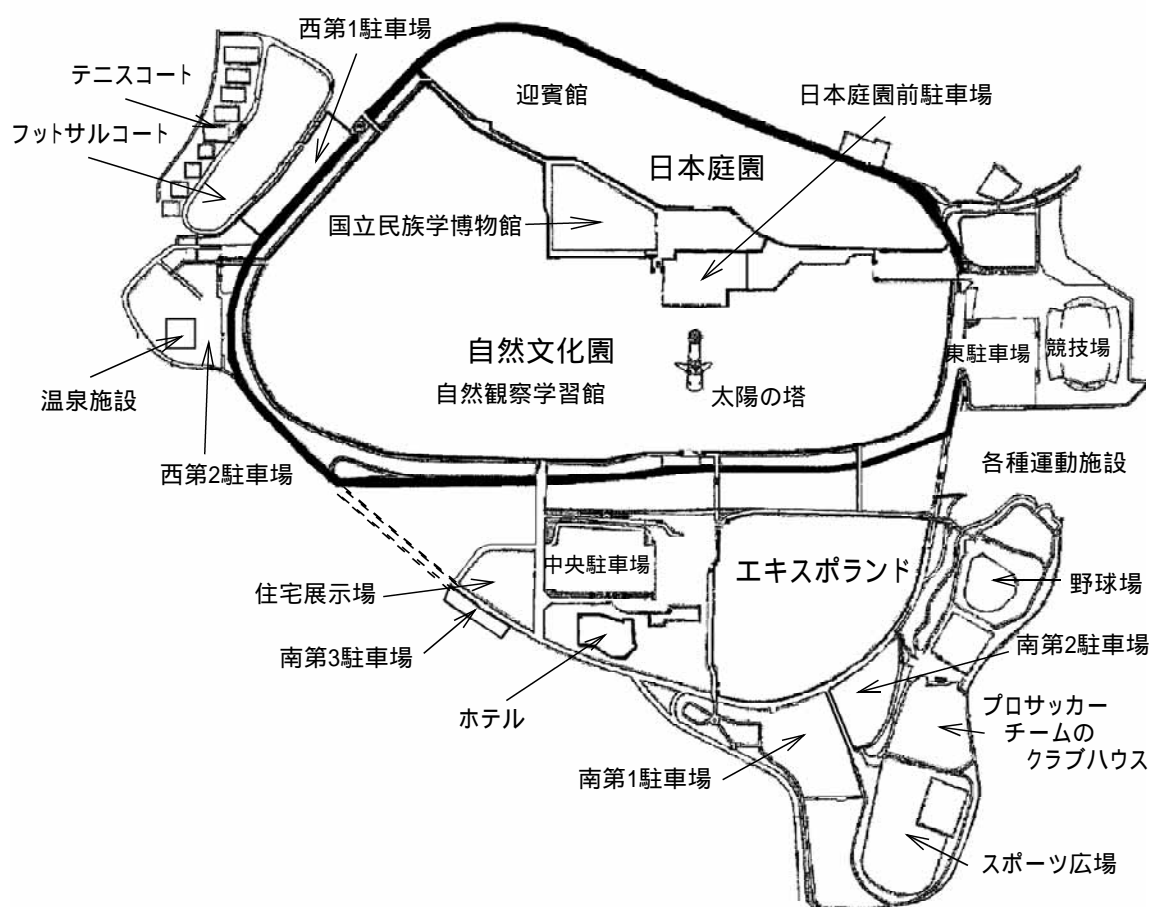 西第1駐車場
テニスコート
フットサルコート
迎賓館
日本庭園前駐車場
日本庭園
国立民族学博物館
自然文化園
自然観察学習館
太陽の塔
東駐車場
競技場
温泉施設
西第2駐車場
各種運動施設
中央駐車場
エキスポランド
野球場
住宅展示場
南第3駐車場
南第2駐車場
ホテル
プロサッカー
チームの
クラブハウス
南第1駐車場
スポーツ広場